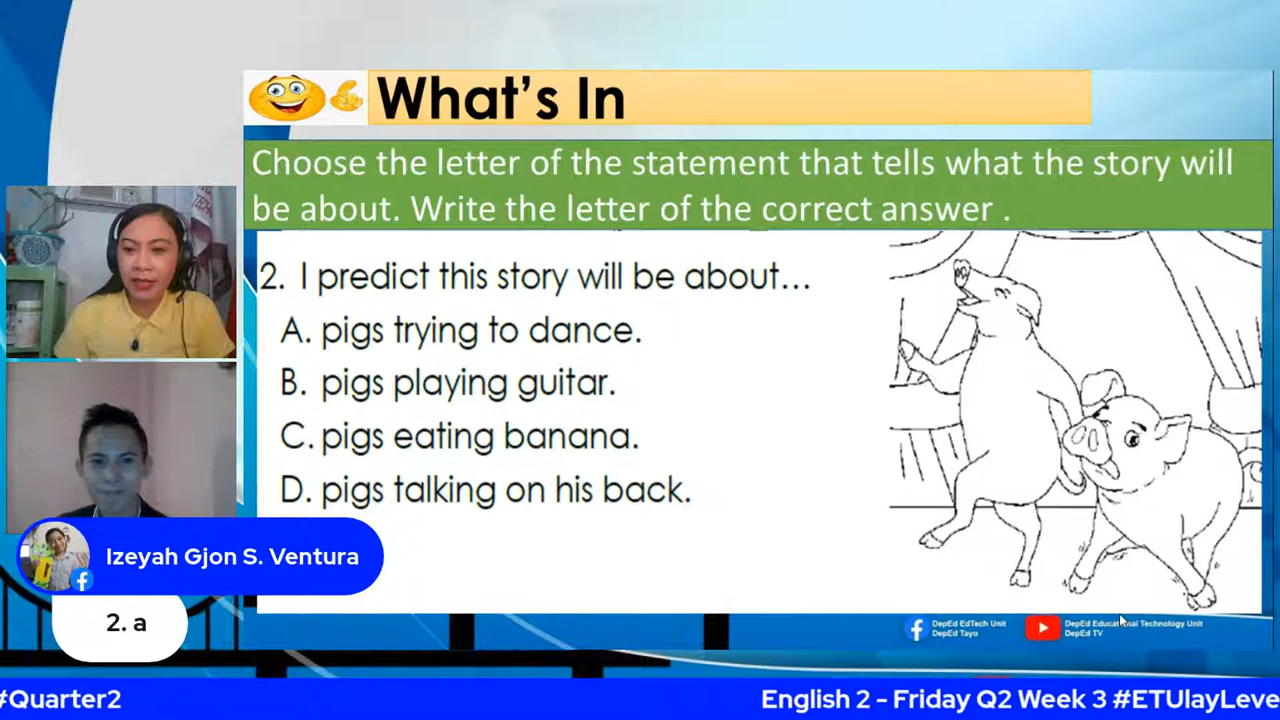 What's In
Choose the letter of the statement that tells what the story will
be about. Write the letter of the correct answer .
2. I predict this story will be about...
A. pigs trying to dance.
B. pigs playing guitar.
C. pigs eating banana.
D. pigs talking on his back.
Izeyah Gjon S. Ventura
2. a
DepEd EdTech Unit
DepEd Tayo
DepEd Educational Technology Unit
DepEd TV
#Quarter2
English 2 - Friday Q2 Week 3 #ETUlayLeve